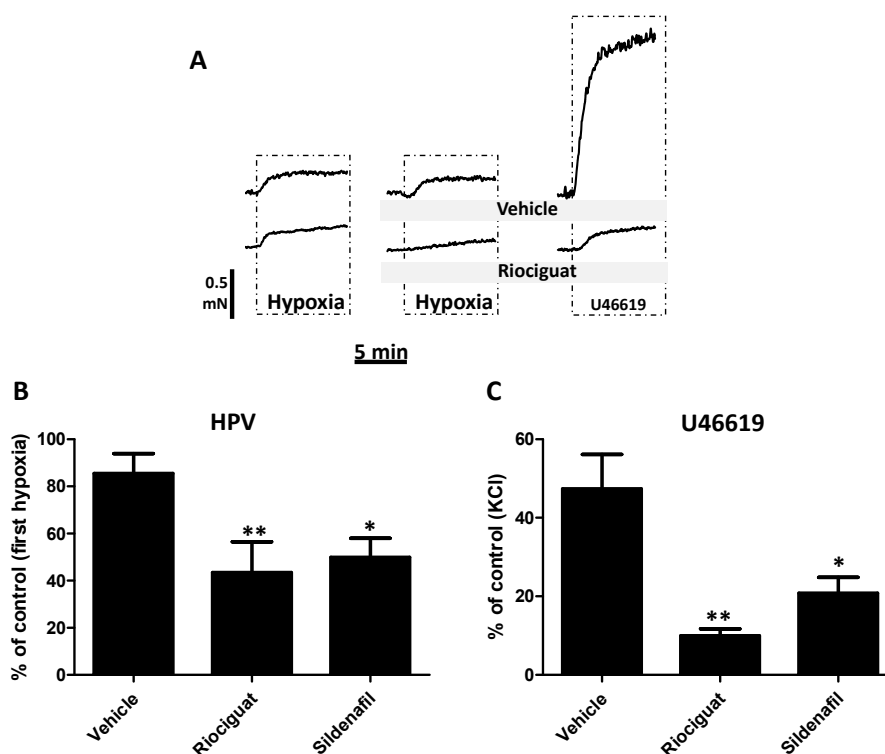 A
Vehicle
Riociguat
0.5
mN
Hypoxia
Hypoxia
U46619
5 min
B
HPV
% of control (first hypoxia)
100
80
60
40
20
0
**
*
Vehicle
Riociguat
Sildenafil
C
U46619
% of control (KCl)
60
40
20
0
**
*
Vehicle
Riociguat
Sildenafil